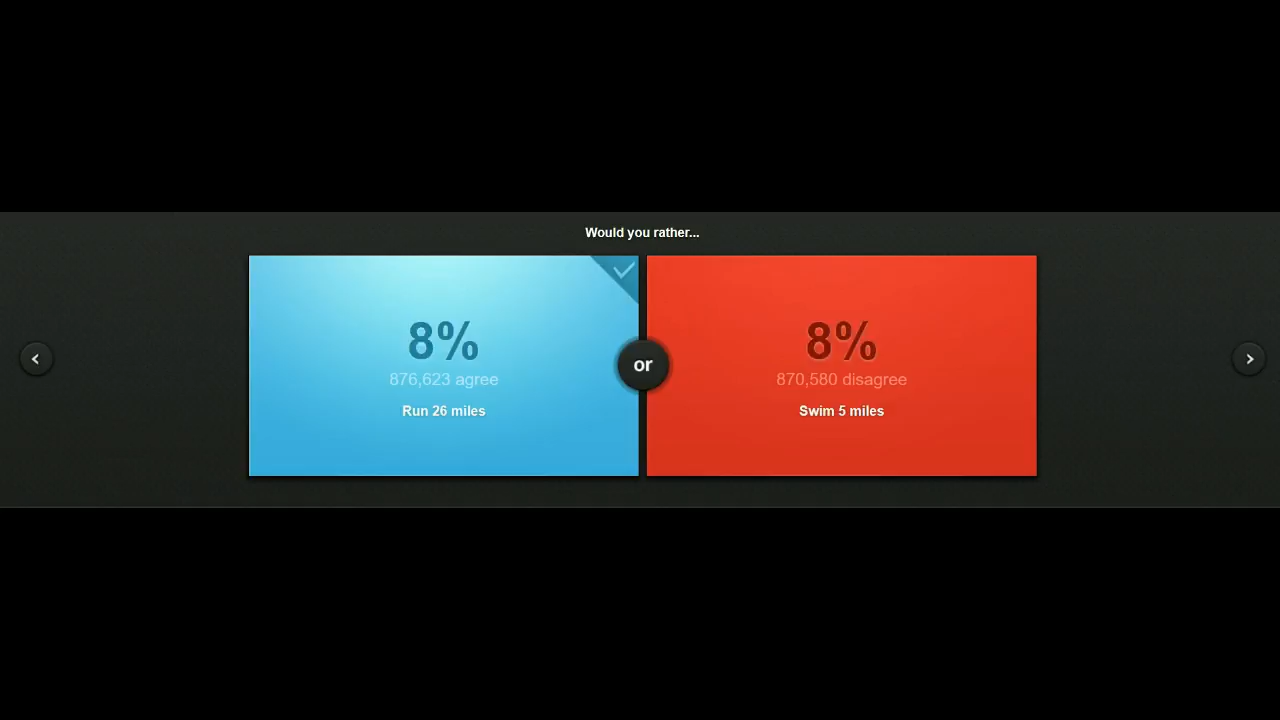 Would you rather...
8%
876,623 agree
Run 26 miles
or
8%
870,580 disagree
Swim 5 miles